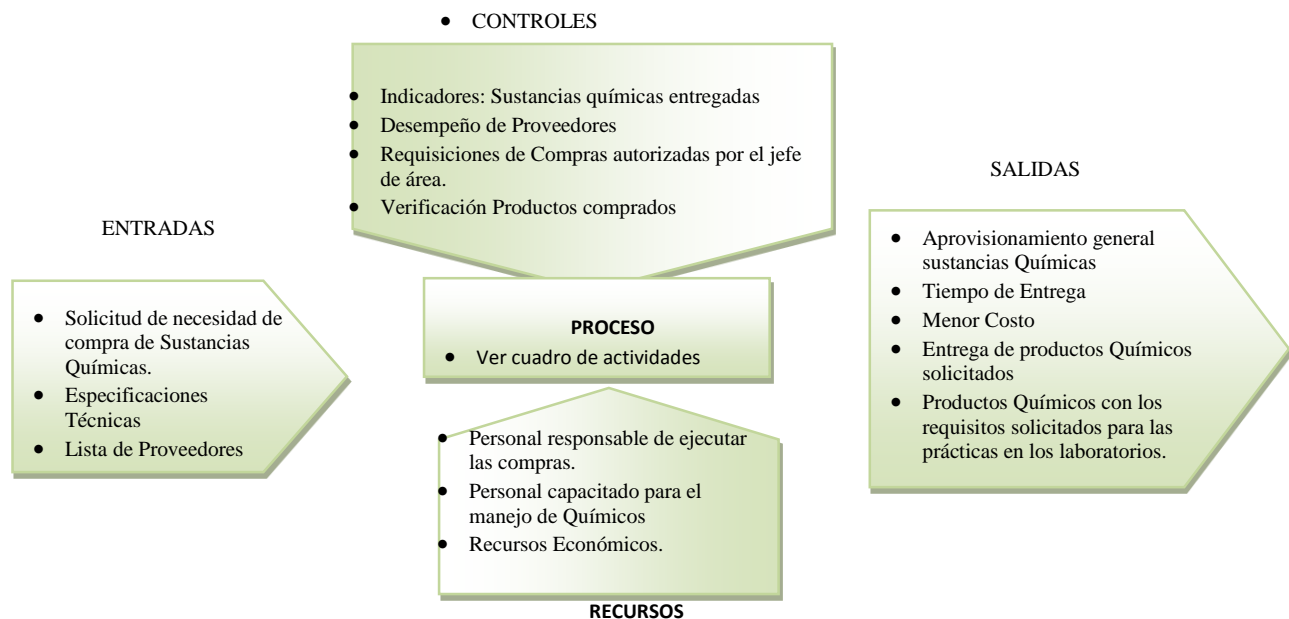 • CONTROLES
• Indicadores: Sustancias químicas entregadas
• Desempeño de Proveedores
• Requisiciones de Compras autorizadas por el jefe
de área.
• Verificación Productos comprados
ENTRADAS
• Solicitud de necesidad de
compra de Sustancias
Químicas.
• Especificaciones
Técnicas
• Lista de Proveedores
PROCESO
• Ver cuadro de actividades
• Personal responsable de ejecutar
las compras.
• Personal capacitado para el
manejo de Químicos
• Recursos Económicos.
RECURSOS
SALIDAS
• Aprovisionamiento general
sustancias Químicas
• Tiempo de Entrega
• Menor Costo
• Entrega de productos Químicos
solicitados
• Productos Químicos con los
requisitos solicitados para las
prácticas en los laboratorios.